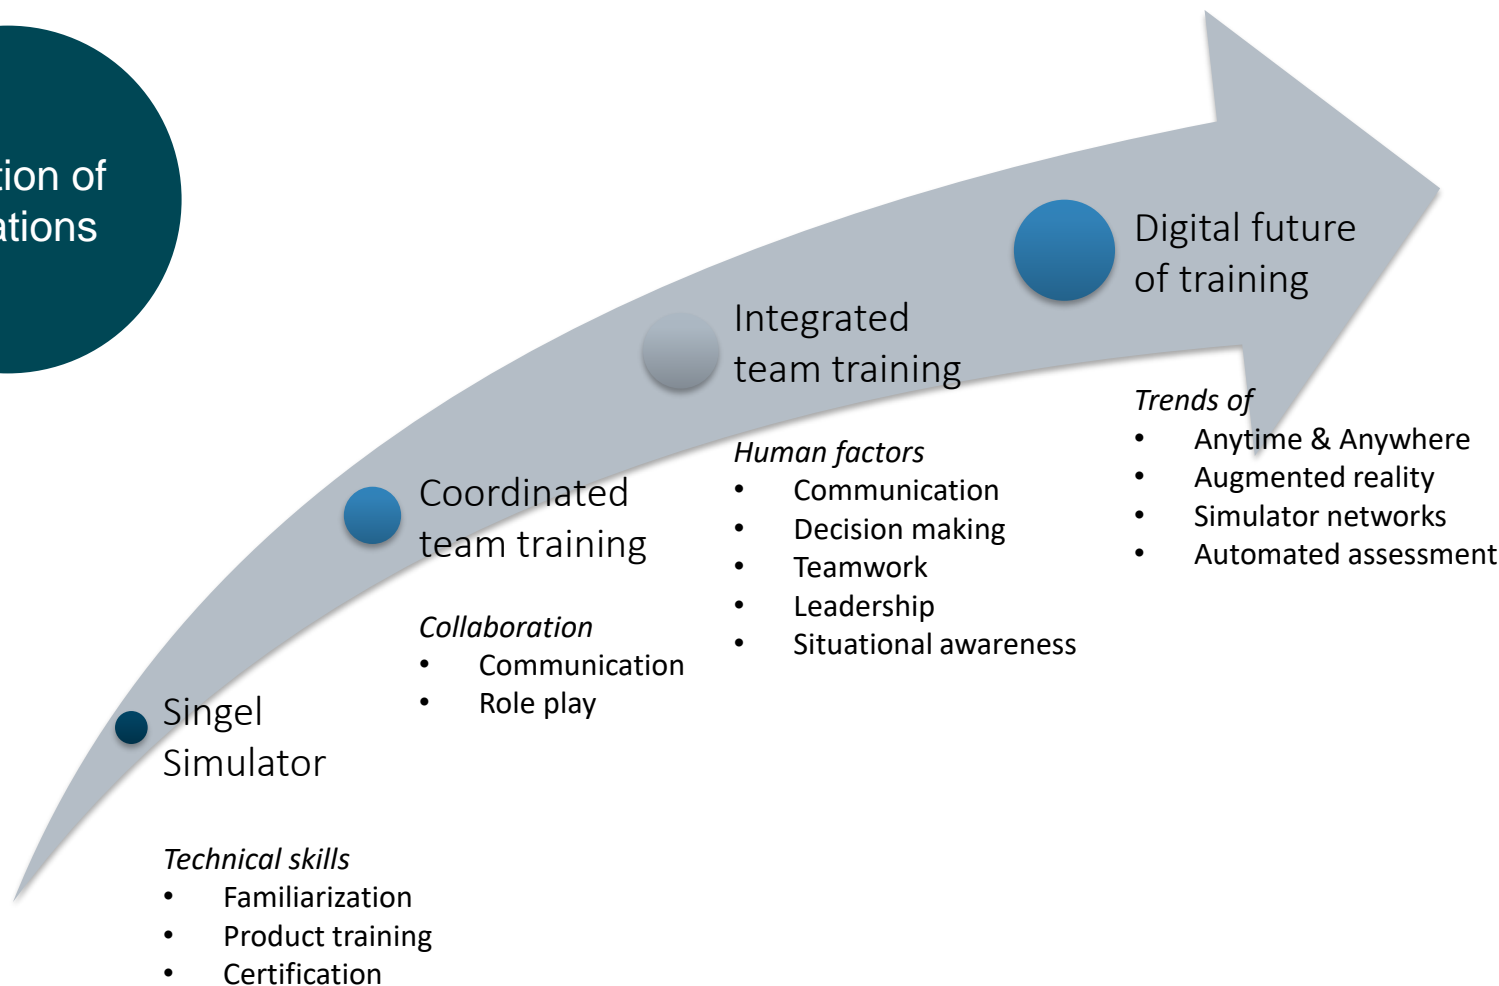 tion of
ations
Digital future
of training
Trends of
• Anytime & Anywhere
• Augmented reality
• Simulator networks
• Automated assessment
Integrated
team training
Human factors
• Communication
• Decision making
• Teamwork
• Leadership
• Situational awareness
Coordinated
team training
Collaboration
• Communication
• Role play
Singel
Simulator
Technical skills
• Familiarization
• Product training
• Certification